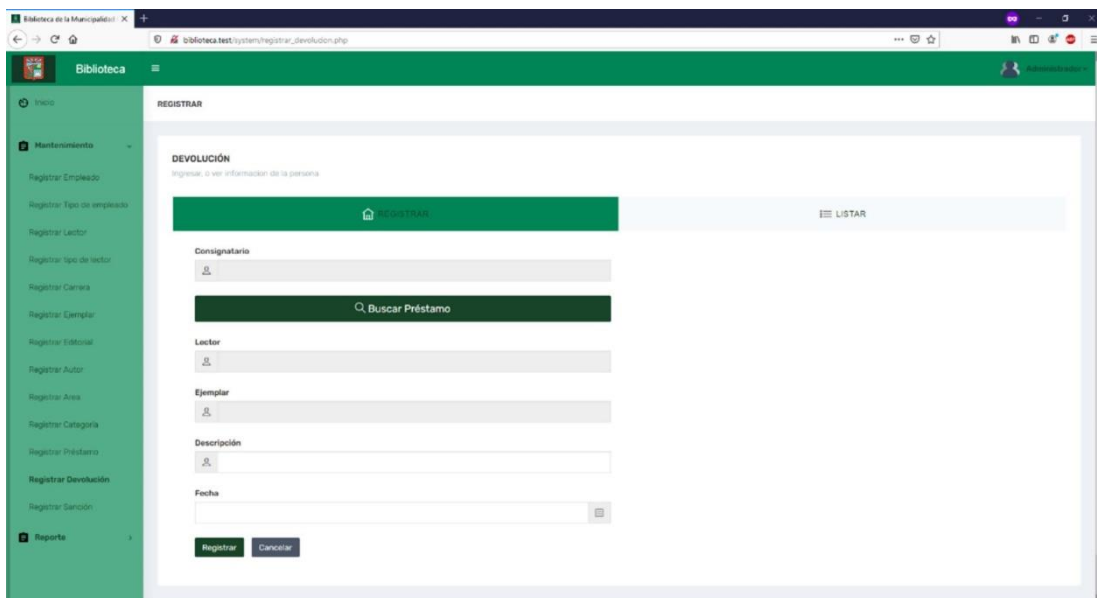 Biblioteca de la Municipalidad
biblioteca.test/system/registrar_devolucion.php
Biblioteca
Administrador
Inicio
REGISTRAR
Mantenimiento
Registrar Empleado
Registrar Tipo de empleado
Registrar Lector
Registrar tipo de lector
Registrar Carrera
Registrar Ejemplar
Registrar Editorial
Registrar Autor
Registrar Area
Registrar Categoría
Registrar Préstamo
Registrar Devolución
Registrar Sanción
Reporte
DEVOLUCIÓN
Ingresar, o ver informacion de la persona
REGISTRAR
LISTAR
Consignatario
Buscar Préstamo
Lector
Ejemplar
Descripción
Fecha
Registrar Cancelar